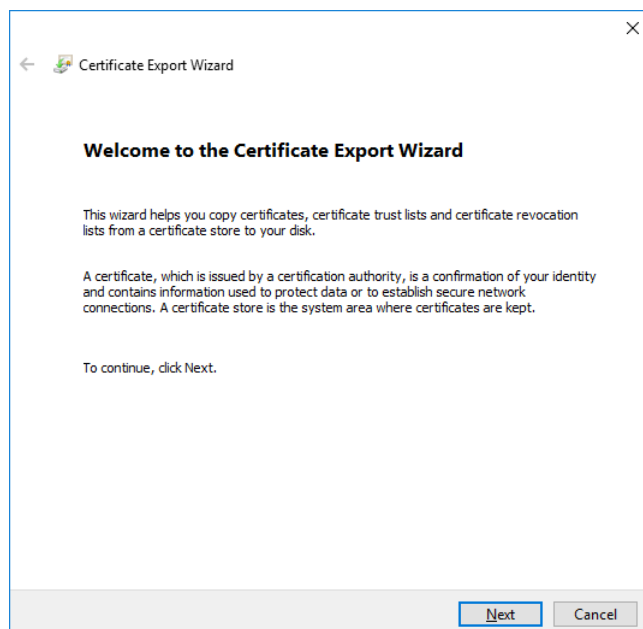 Certificate Export Wizard
Welcome to the Certificate Export Wizard
This wizard helps you copy certificates, certificate trust lists and certificate revocation
lists from a certificate store to your disk.
A certificate, which is issued by a certification authority, is a confirmation of your identity
and contains information used to protect data or to establish secure network
connections. A certificate store is the system area where certificates are kept.
To continue, click Next.
Next Cancel